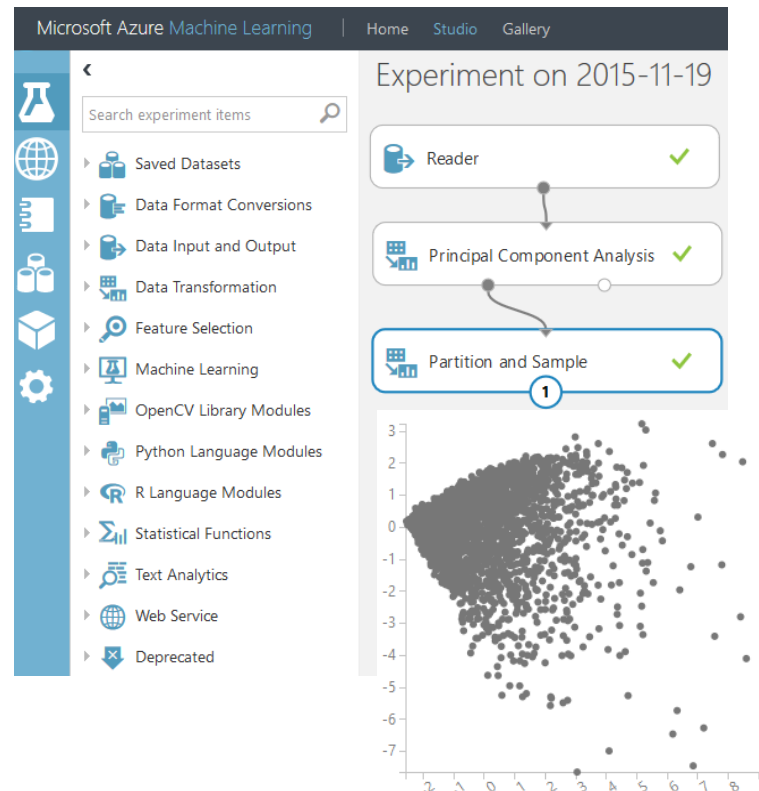 Microsoft Azure Machine Learning | Home Studio Gallery
Experiment on 2015-11-19
Search experiment items
Saved Datasets
Data Format Conversions
Data Input and Output
Data Transformation
Feature Selection
Machine Learning
OpenCV Library Modules
Python Language Modules
R Language Modules
Statistical Functions
Text Analytics
Web Service
Deprecated
Reader
Principal Component Analysis
Partition and Sample
1
3
2
1
0
-1
-2
-3
-4
-5
-6
-7
-2 -1 0 1 2 3 4 5 6 7 8